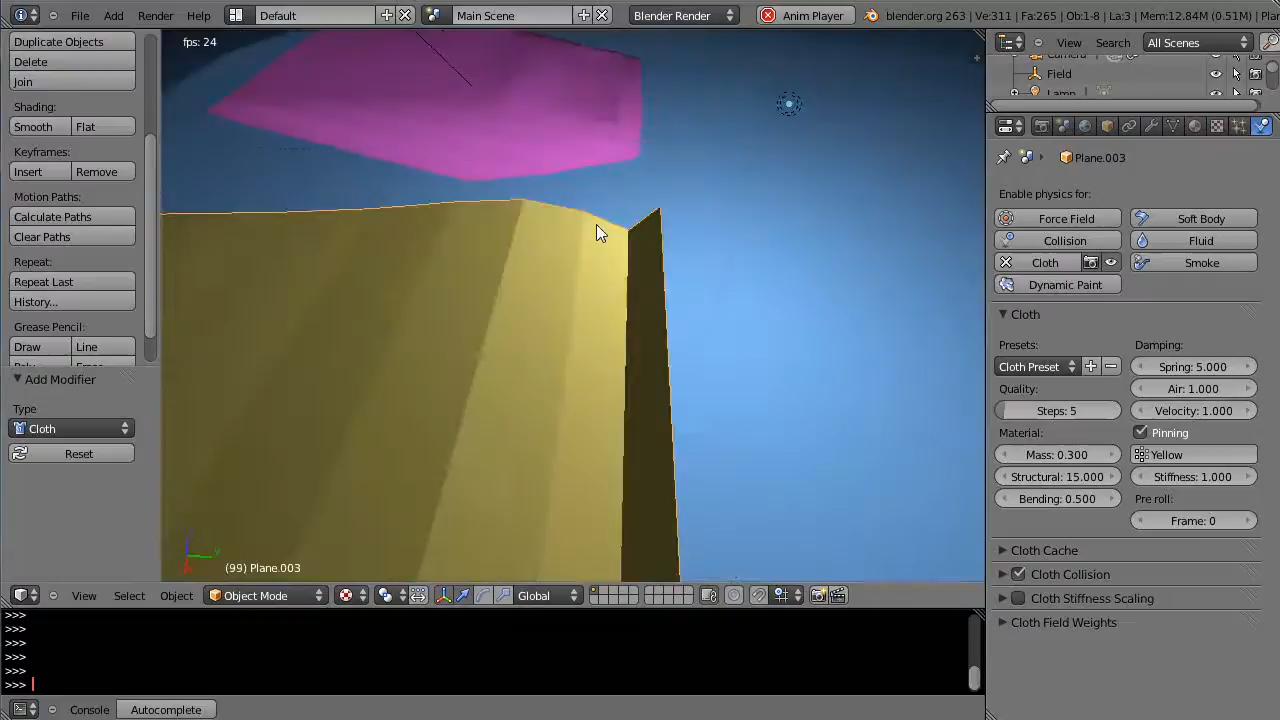 File Add Render Help Default Main Scene Blender Render Anim Player blender.org 263 | Ve:311 | Fa:265 | Ob:1-8 | La:3 | Mem:12.84M (0.51M) |
Duplicate Objects
Delete
Join
Shading:
Smooth Flat
Keyframes:
Insert Remove
Motion Paths:
Calculate Paths
Clear Paths
Repeat:
Repeat Last
History...
Grease Pencil:
Draw Line
Add Modifier
Type
Cloth
Reset
fps: 24
(99) Plane.003
View Select Object Object Mode Global
>>>
>>>
>>>
>>>
>>>
>>>
Console Autocomplete
View Search All Scenes
Camera
Field
Lamp
Plane.003
Enable physics for:
Force Field Soft Body
Collision Fluid
Cloth Smoke
Dynamic Paint
Cloth
Presets: Damping:
Cloth Preset Spring: 5.000
Quality: Air: 1.000
Steps: 5 Velocity: 1.000
Material: Pinning
Mass: 0.300 Yellow
Structural: 15.000 Stiffness: 1.000
Bending: 0.500 Pre roll:
Frame: 0
Cloth Cache
Cloth Collision
Cloth Stiffness Scaling
Cloth Field Weights